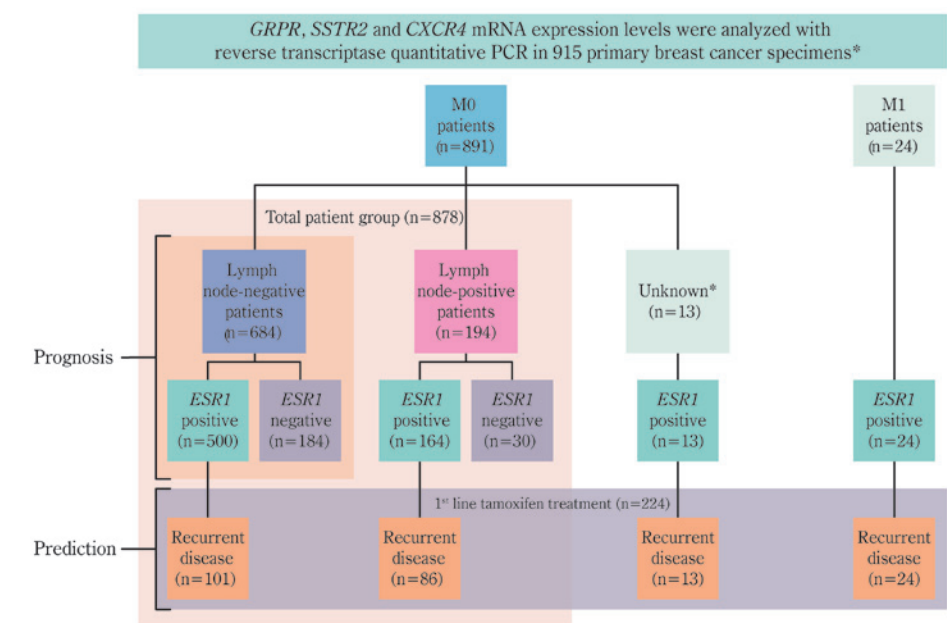 GRPR, SSTR2 and CXCR4 mRNA expression levels were analyzed with
reverse transcriptase quantitative PCR in 915 primary breast cancer specimens*
M0
patients
(n=891)
M1
patients
(n=24)
Total patient group (n=878)
Lymph
node-negative
patients
(n=684)
Lymph
node-positive
patients
(n=194)
Unknown*
(n=13)
Prognosis
ESR1
positive
(n=500)
ESR1
negative
(n=184)
ESR1
positive
(n=164)
ESR1
negative
(n=30)
ESR1
positive
(n=13)
ESR1
positive
(n=24)
1st line tamoxifen treatment (n=224)
Prediction
Recurrent
disease
(n=101)
Recurrent
disease
(n=86)
Recurrent
disease
(n=13)
Recurrent
disease
(n=24)